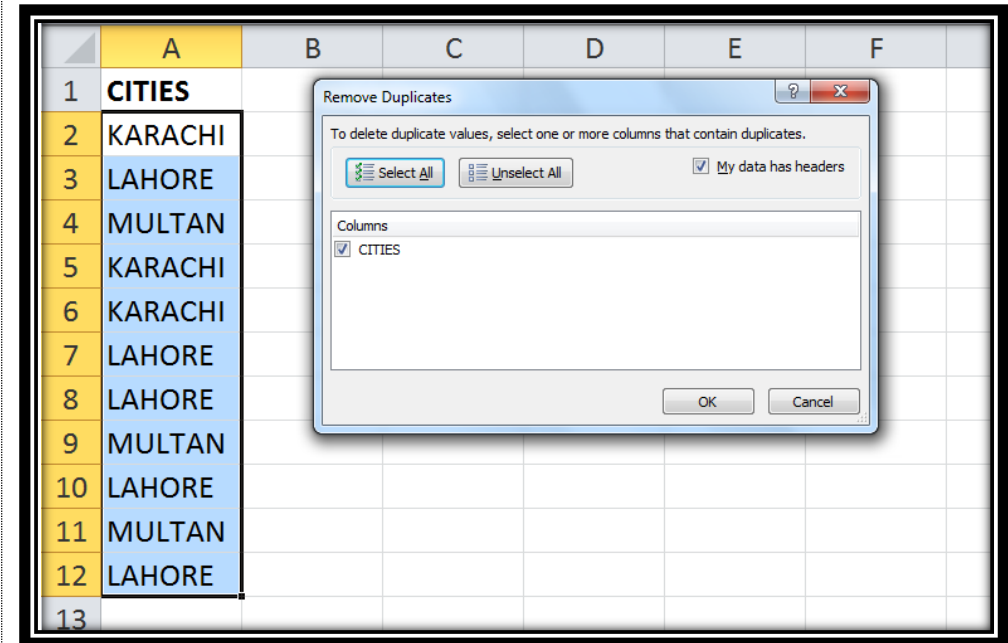 A B C D E F
1 CITIES
2 KARACHI
3 LAHORE
4 MULTAN
5 KARACHI
6 KARACHI
7 LAHORE
8 LAHORE
9 MULTAN
10 LAHORE
11 MULTAN
12 LAHORE
13
Remove Duplicates ? X
To delete duplicate values, select one or more columns that contain duplicates.
Select All Unselect All My data has headers
Columns
CITIES
OK Cancel